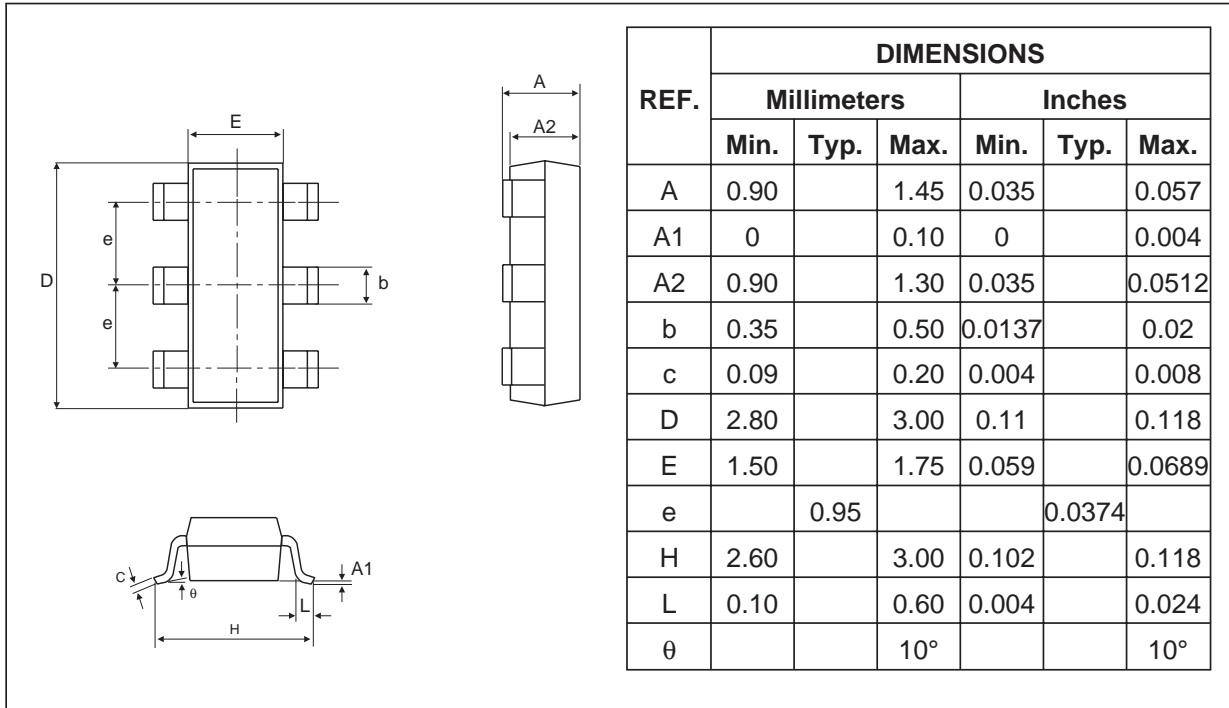 E
D
e
e
b
A
A2
C
θ
L
A1
H
REF. DIMENSIONS
Millimeters Inches
Min. Typ. Max. Min. Typ. Max.
A 0.90 1.45 0.035 0.057
A1 0 0.10 0 0.004
A2 0.90 1.30 0.035 0.0512
b 0.35 0.50 0.0137 0.02
c 0.09 0.20 0.004 0.008
D 2.80 3.00 0.11 0.118
E 1.50 1.75 0.059 0.0689
e 0.95 0.0374
H 2.60 3.00 0.102 0.118
L 0.10 0.60 0.004 0.024
θ 10° 10°